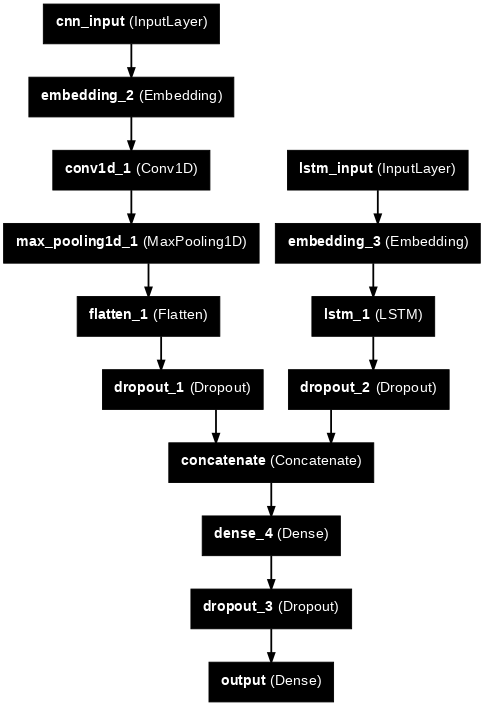 cnn_input (InputLayer)
embedding_2 (Embedding)
conv1d_1 (Conv1D)
lstm_input (InputLayer)
max_pooling1d_1 (MaxPooling1D)
embedding_3 (Embedding)
flatten_1 (Flatten)
lstm_1 (LSTM)
dropout_1 (Dropout)
dropout_2 (Dropout)
concatenate (Concatenate)
dense_4 (Dense)
dropout_3 (Dropout)
output (Dense)